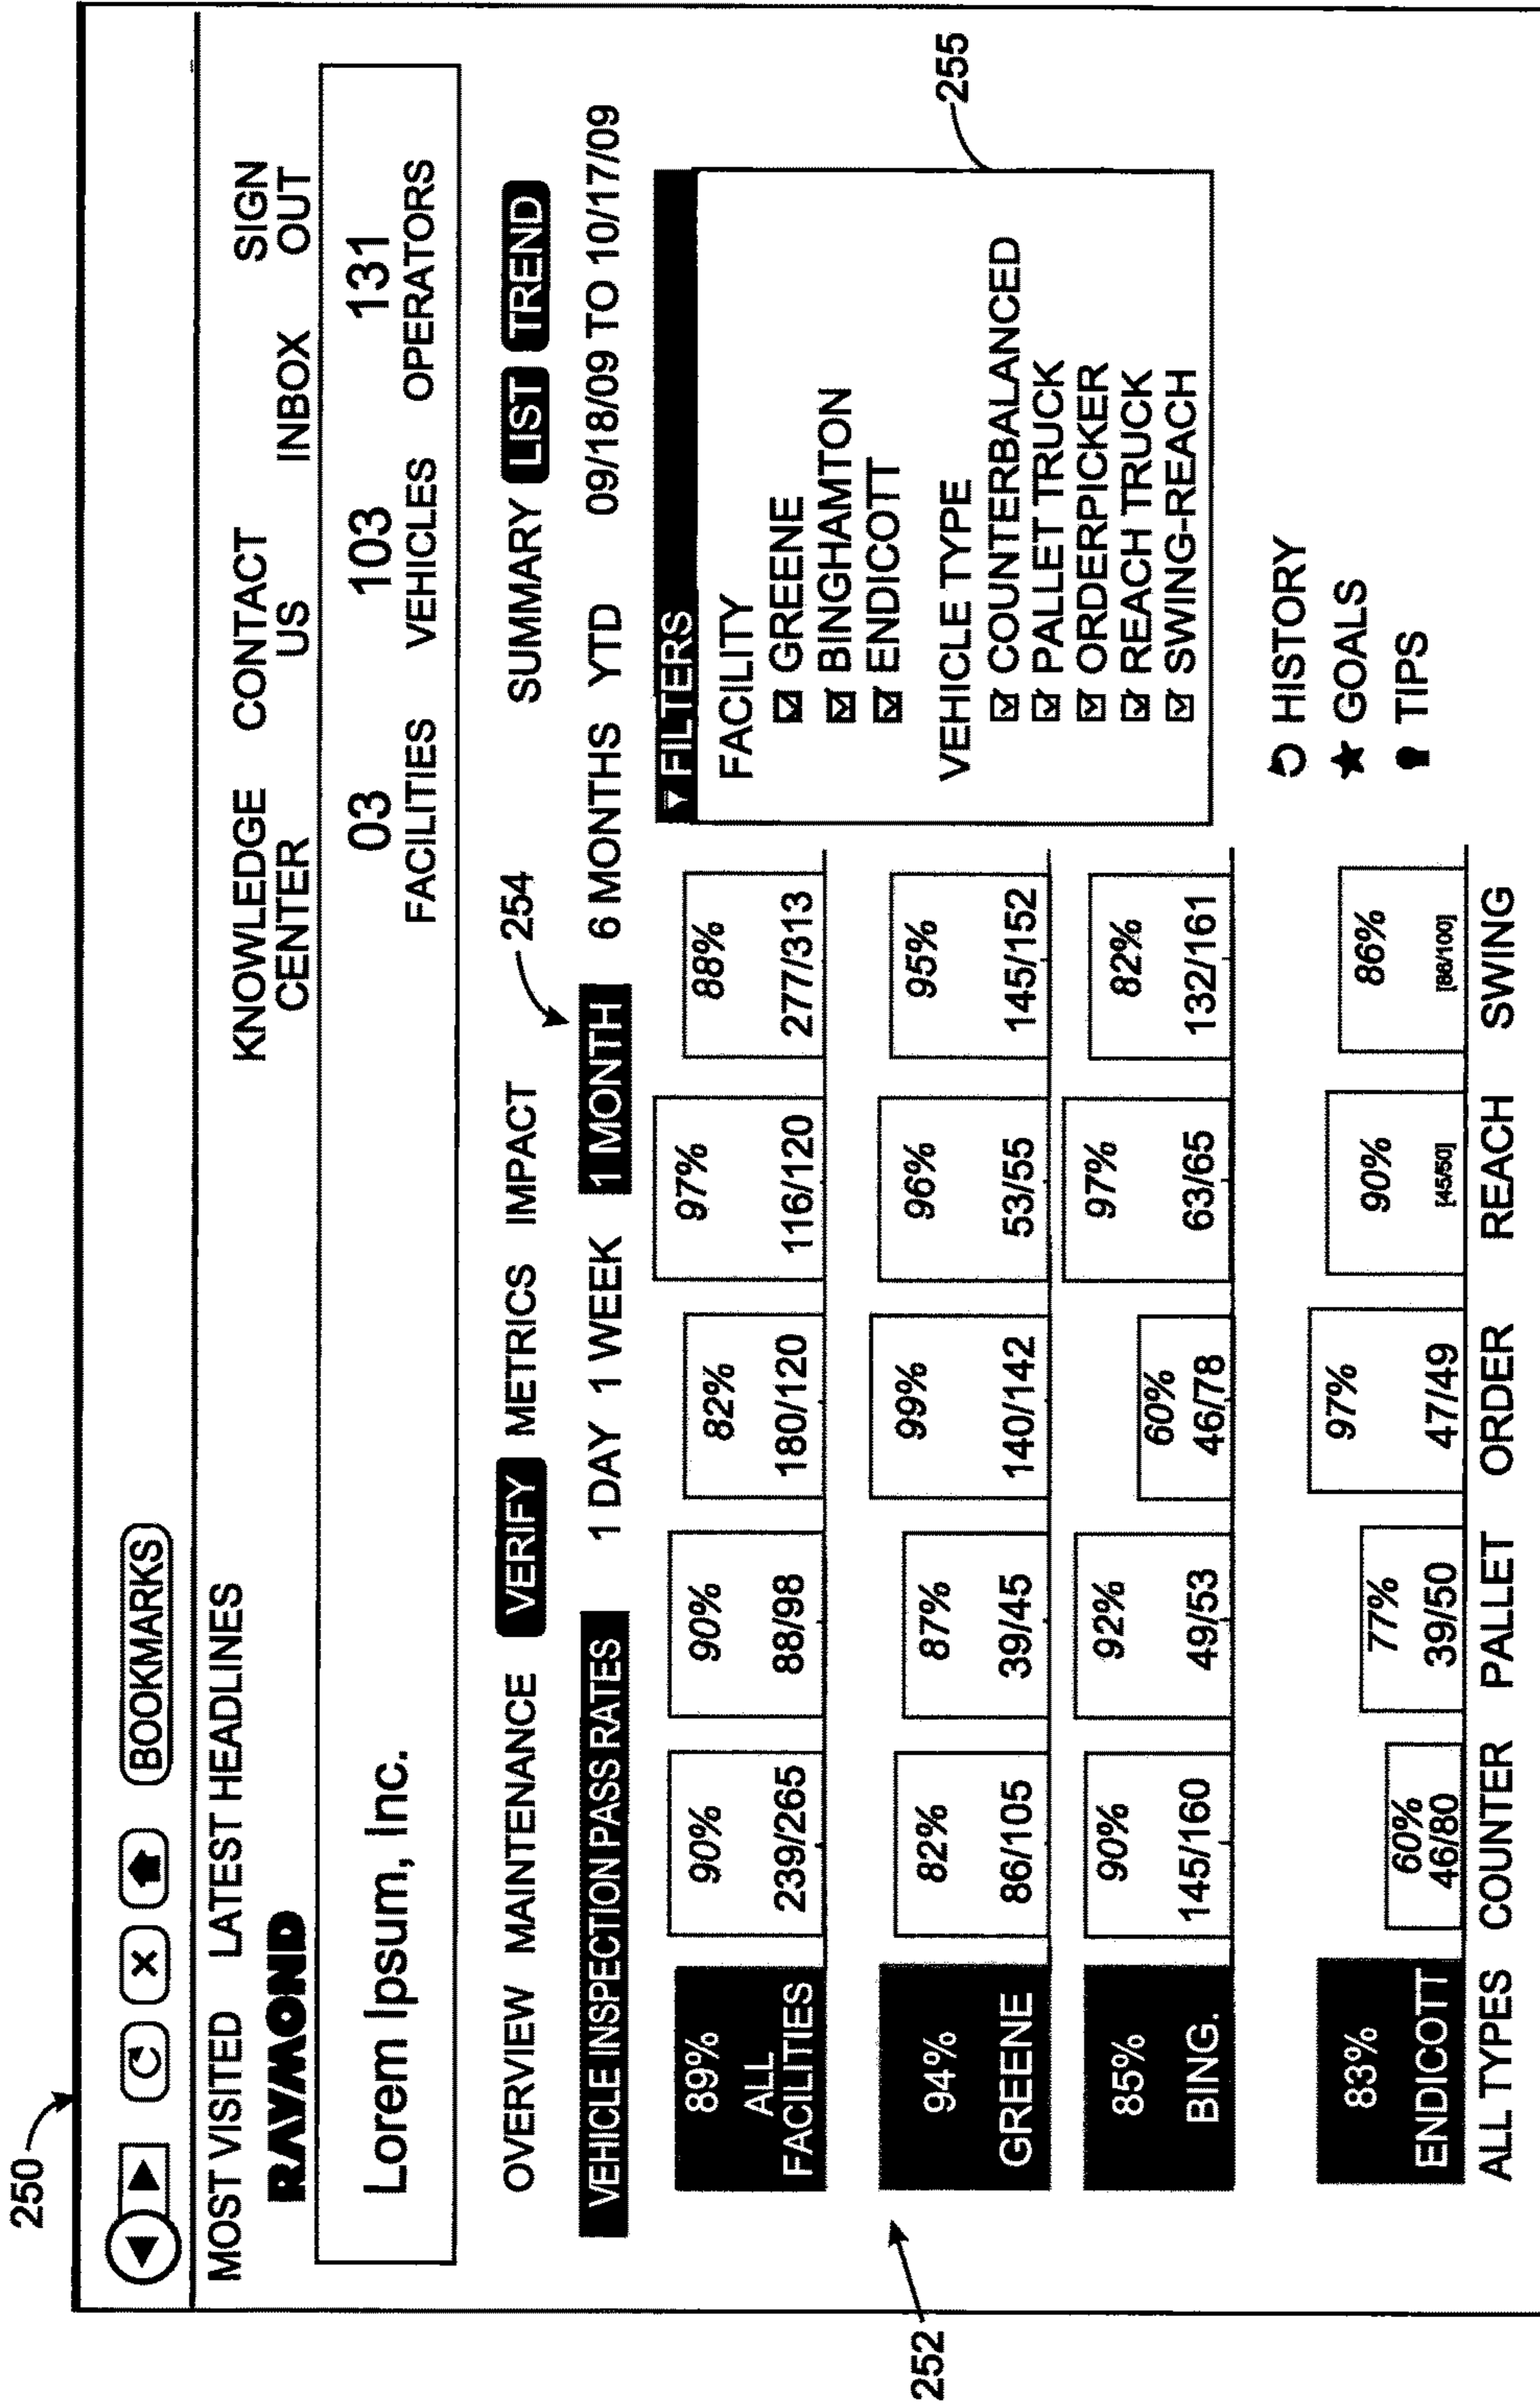 250
BOOKMARKS
MOST VISITED LATEST HEADLINES
RAYMOND
KNOWLEDGE CENTER
CONTACT US
INBOX
SIGN OUT
Lorem Ipsum, Inc.
03 FACILITIES
103 VEHICLES
131 OPERATORS
OVERVIEW MAINTENANCE VERIFY METRICS IMPACT
254
SUMMARY LIST TREND
VEHICLE INSPECTION PASS RATES 1 DAY 1 WEEK 1 MONTH 6 MONTHS YTD 09/18/09 TO 10/17/09
252
89% 90% 90% 82% 97% 88%
ALL FACILITIES 239/265 88/98 180/120 116/120 277/313
94% 82% 87% 99% 96% 95%
GREENE 86/105 39/45 140/142 53/55 145/152
85% 90% 92% 60% 97% 82%
BING. 145/160 49/53 46/78 63/65 132/161
83% 60% 77% 97% 90% 86%
ENDICOTT 46/80 39/50 47/49 [45/50] [86/100]
ALL TYPES COUNTER PALLET ORDER REACH SWING
FILTERS
255
FACILITY
GREENE
BINGHAMTON
ENDICOTT
VEHICLE TYPE
COUNTERBALANCED
PALLET TRUCK
ORDERPICKER
REACH TRUCK
SWING-REACH
HISTORY
GOALS
TIPS